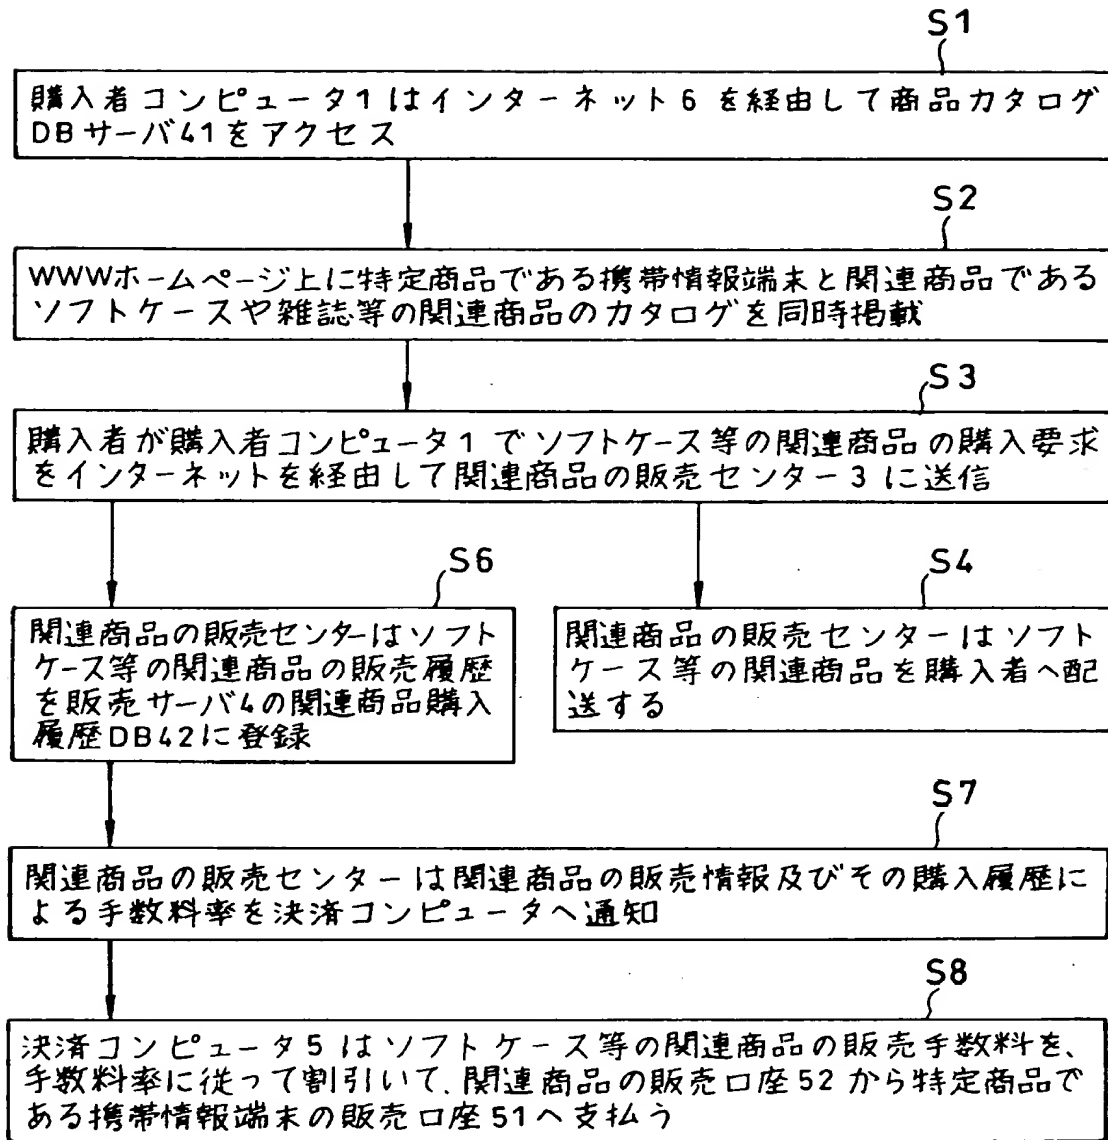 S1
購入者コンピュータ1はインターネット6を経由して商品カタログ
DBサーバ41をアクセス
S2
WWWホームページ上に特定商品である携帯情報端末と関連商品である
ソフトケースや雑誌等の関連商品のカタログを同時掲載
S3
購入者が購入者コンピュータ1でソフトケース等の関連商品の購入要求
をインターネットを経由して関連商品の販売センター3に送信
S6
関連商品の販売センターはソフト
ケース等の関連商品の販売履歴
を販売サーバ4の関連商品購入
履歴DB42に登録
S4
関連商品の販売センターはソフト
ケース等の関連商品を購入者へ配
送する
S7
関連商品の販売センターは関連商品の販売情報及びその購入履歴に
よる手数料率を決済コンピュータへ通知
S8
決済コンピュータ5はソフトケース等の関連商品の販売手数料を、
手数料率に従って割引いて、関連商品の販売口座52から特定商品で
ある携帯情報端末の販売口座51へ支払う